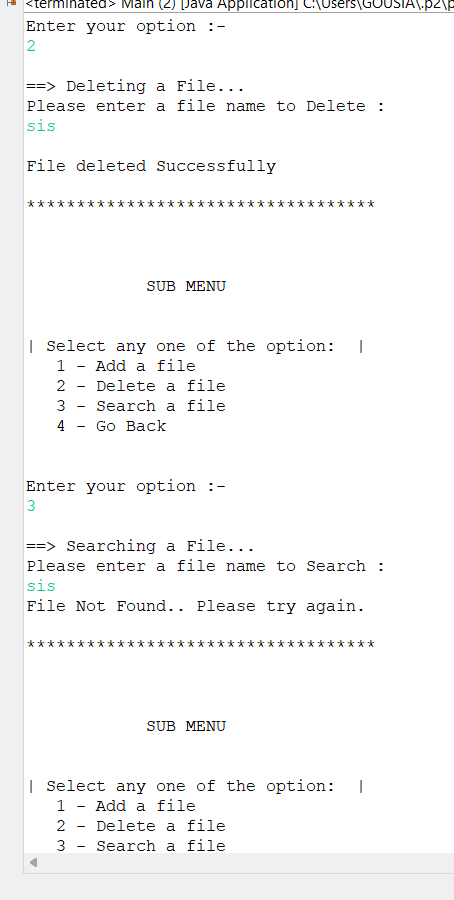 <terminated> Main (2) [Java Application] C:\Users\GOUSIA\.p2\p
Enter your option :-
2
==> Deleting a File...
Please enter a file name to Delete :
sis
File deleted Successfully
***********************************
SUB MENU
| Select any one of the option:  |
1 - Add a file
2 - Delete a file
3 - Search a file
4 - Go Back
Enter your option :-
3
==> Searching a File...
Please enter a file name to Search :
sis
File Not Found.. Please try again.
***********************************
SUB MENU
| Select any one of the option:  |
1 - Add a file
2 - Delete a file
3 - Search a file